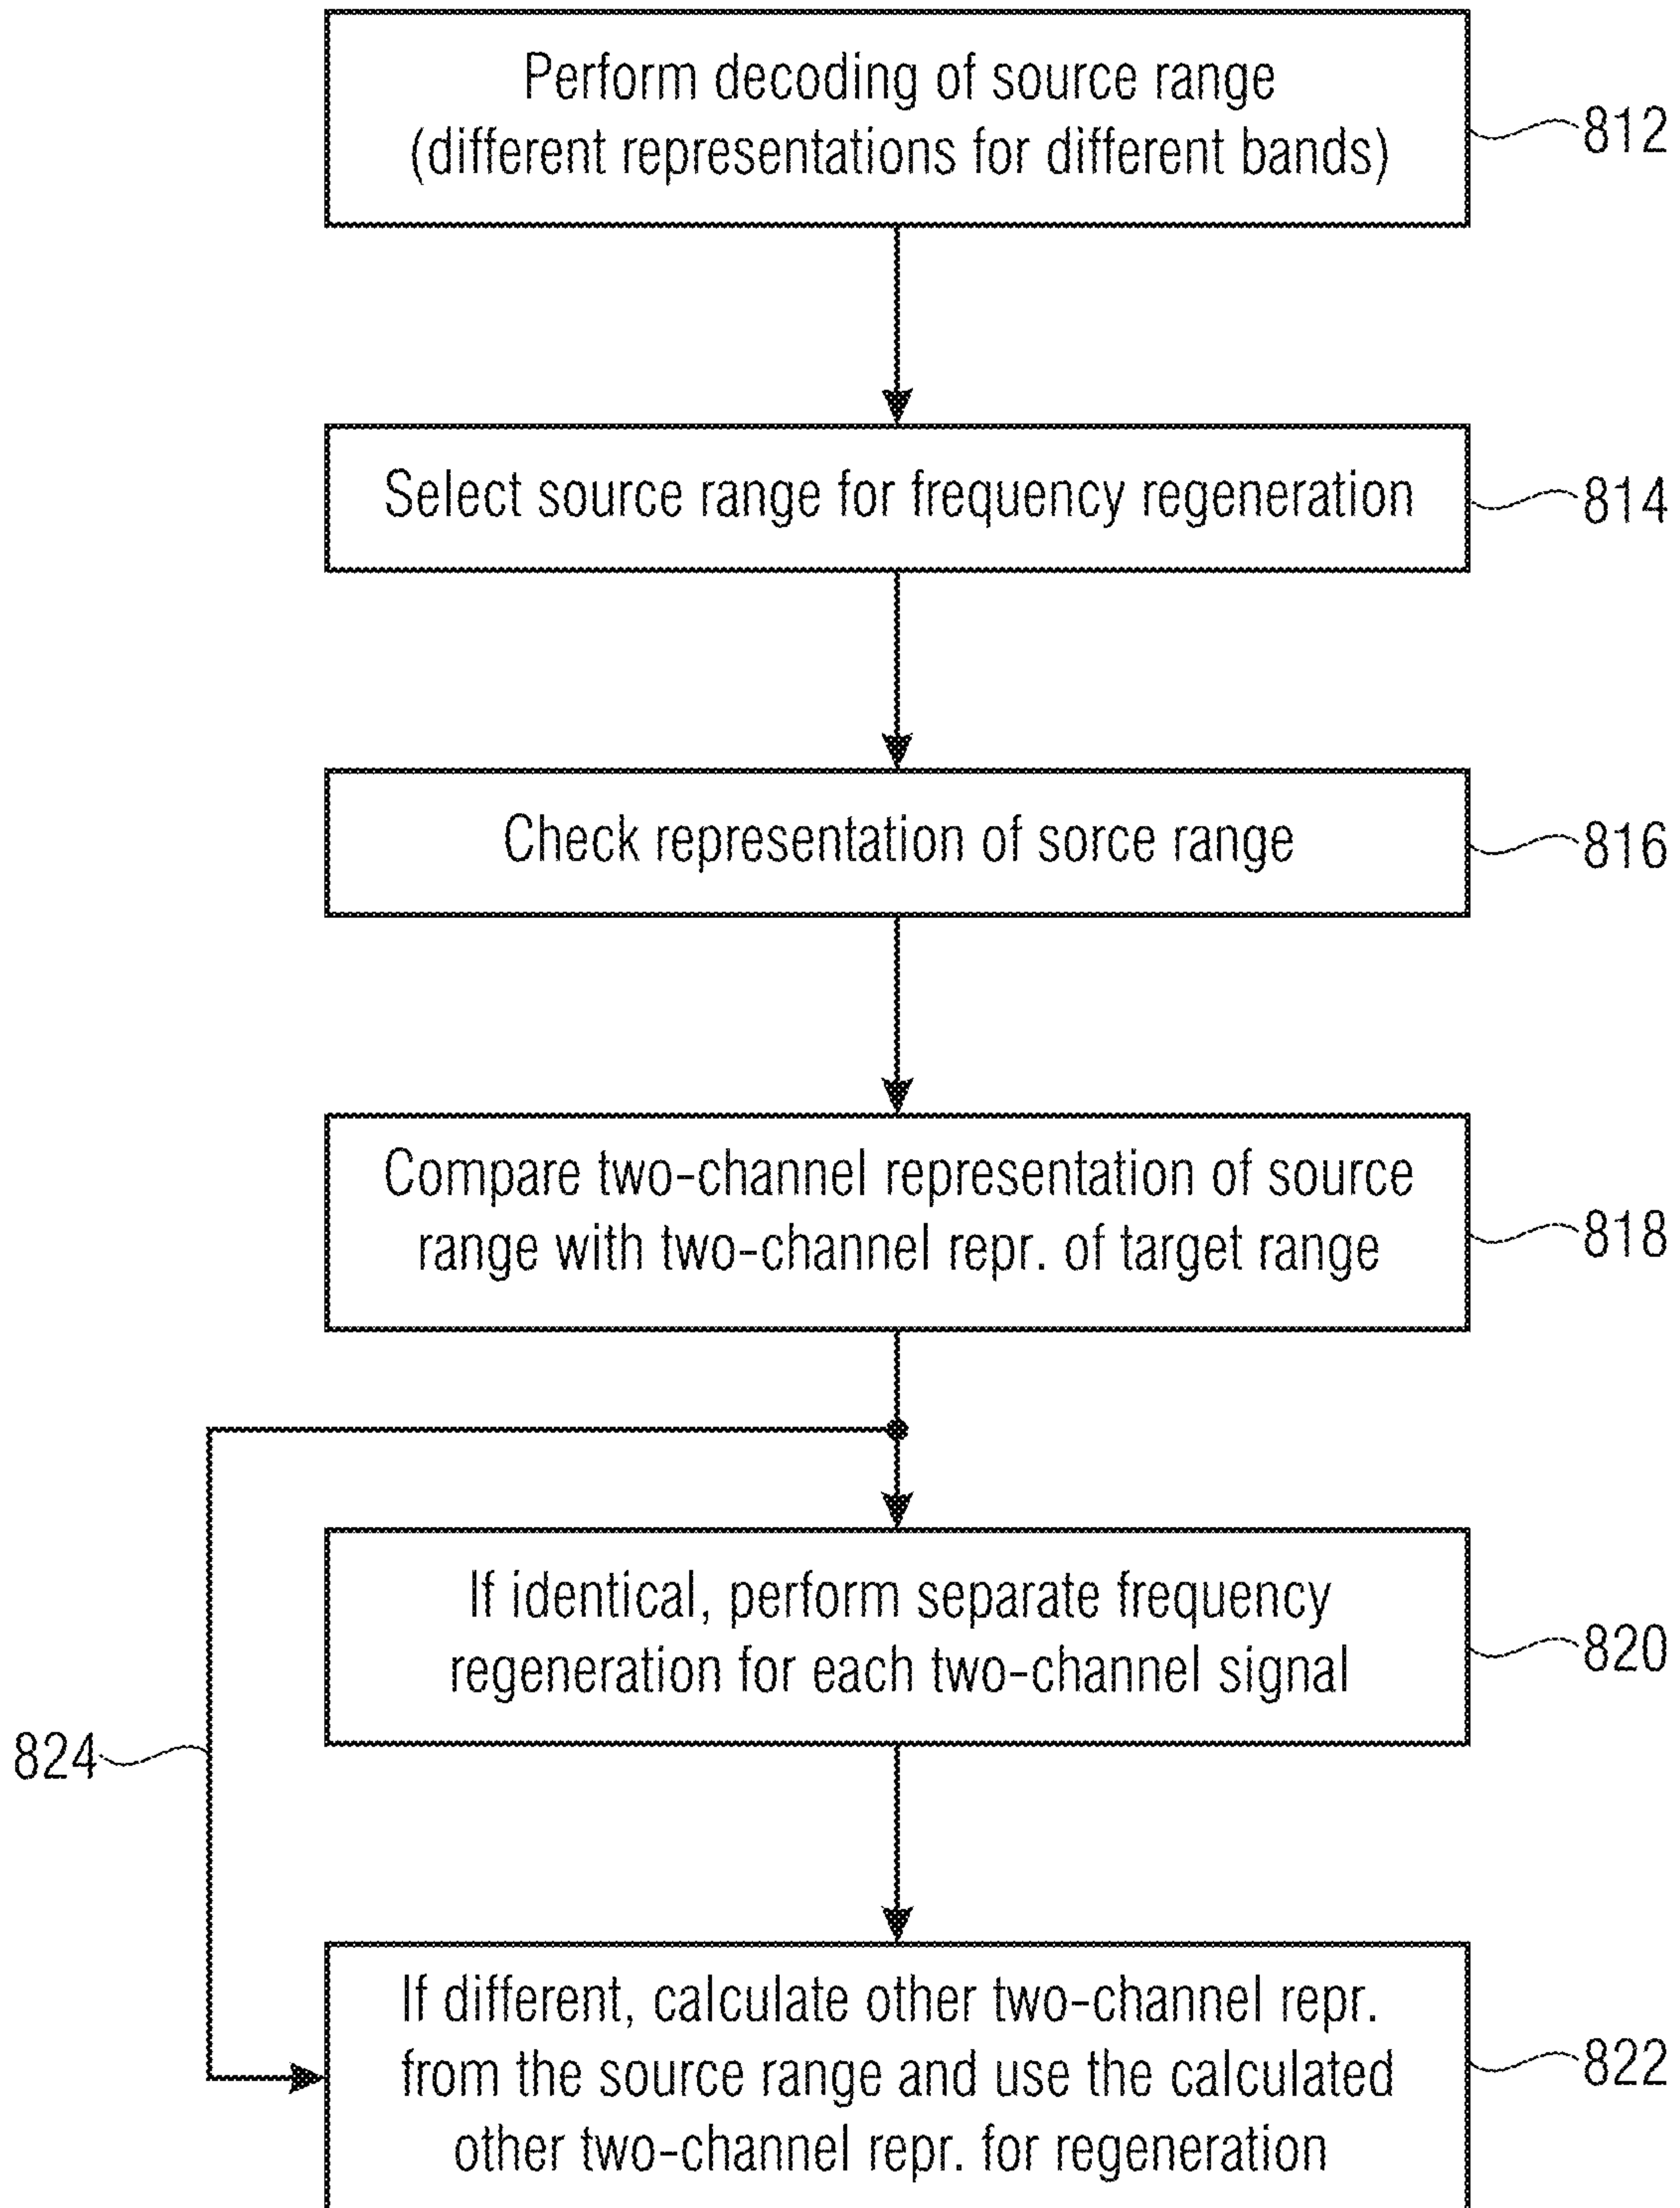 Perform decoding of source range
(different representations for different bands)
812
Select source range for frequency regeneration
814
Check representation of sorce range
816
Compare two-channel representation of source
range with two-channel repr. of target range
818
If identical, perform separate frequency
regeneration for each two-channel signal
820
824
If different, calculate other two-channel repr.
from the source range and use the calculated
other two-channel repr. for regeneration
822